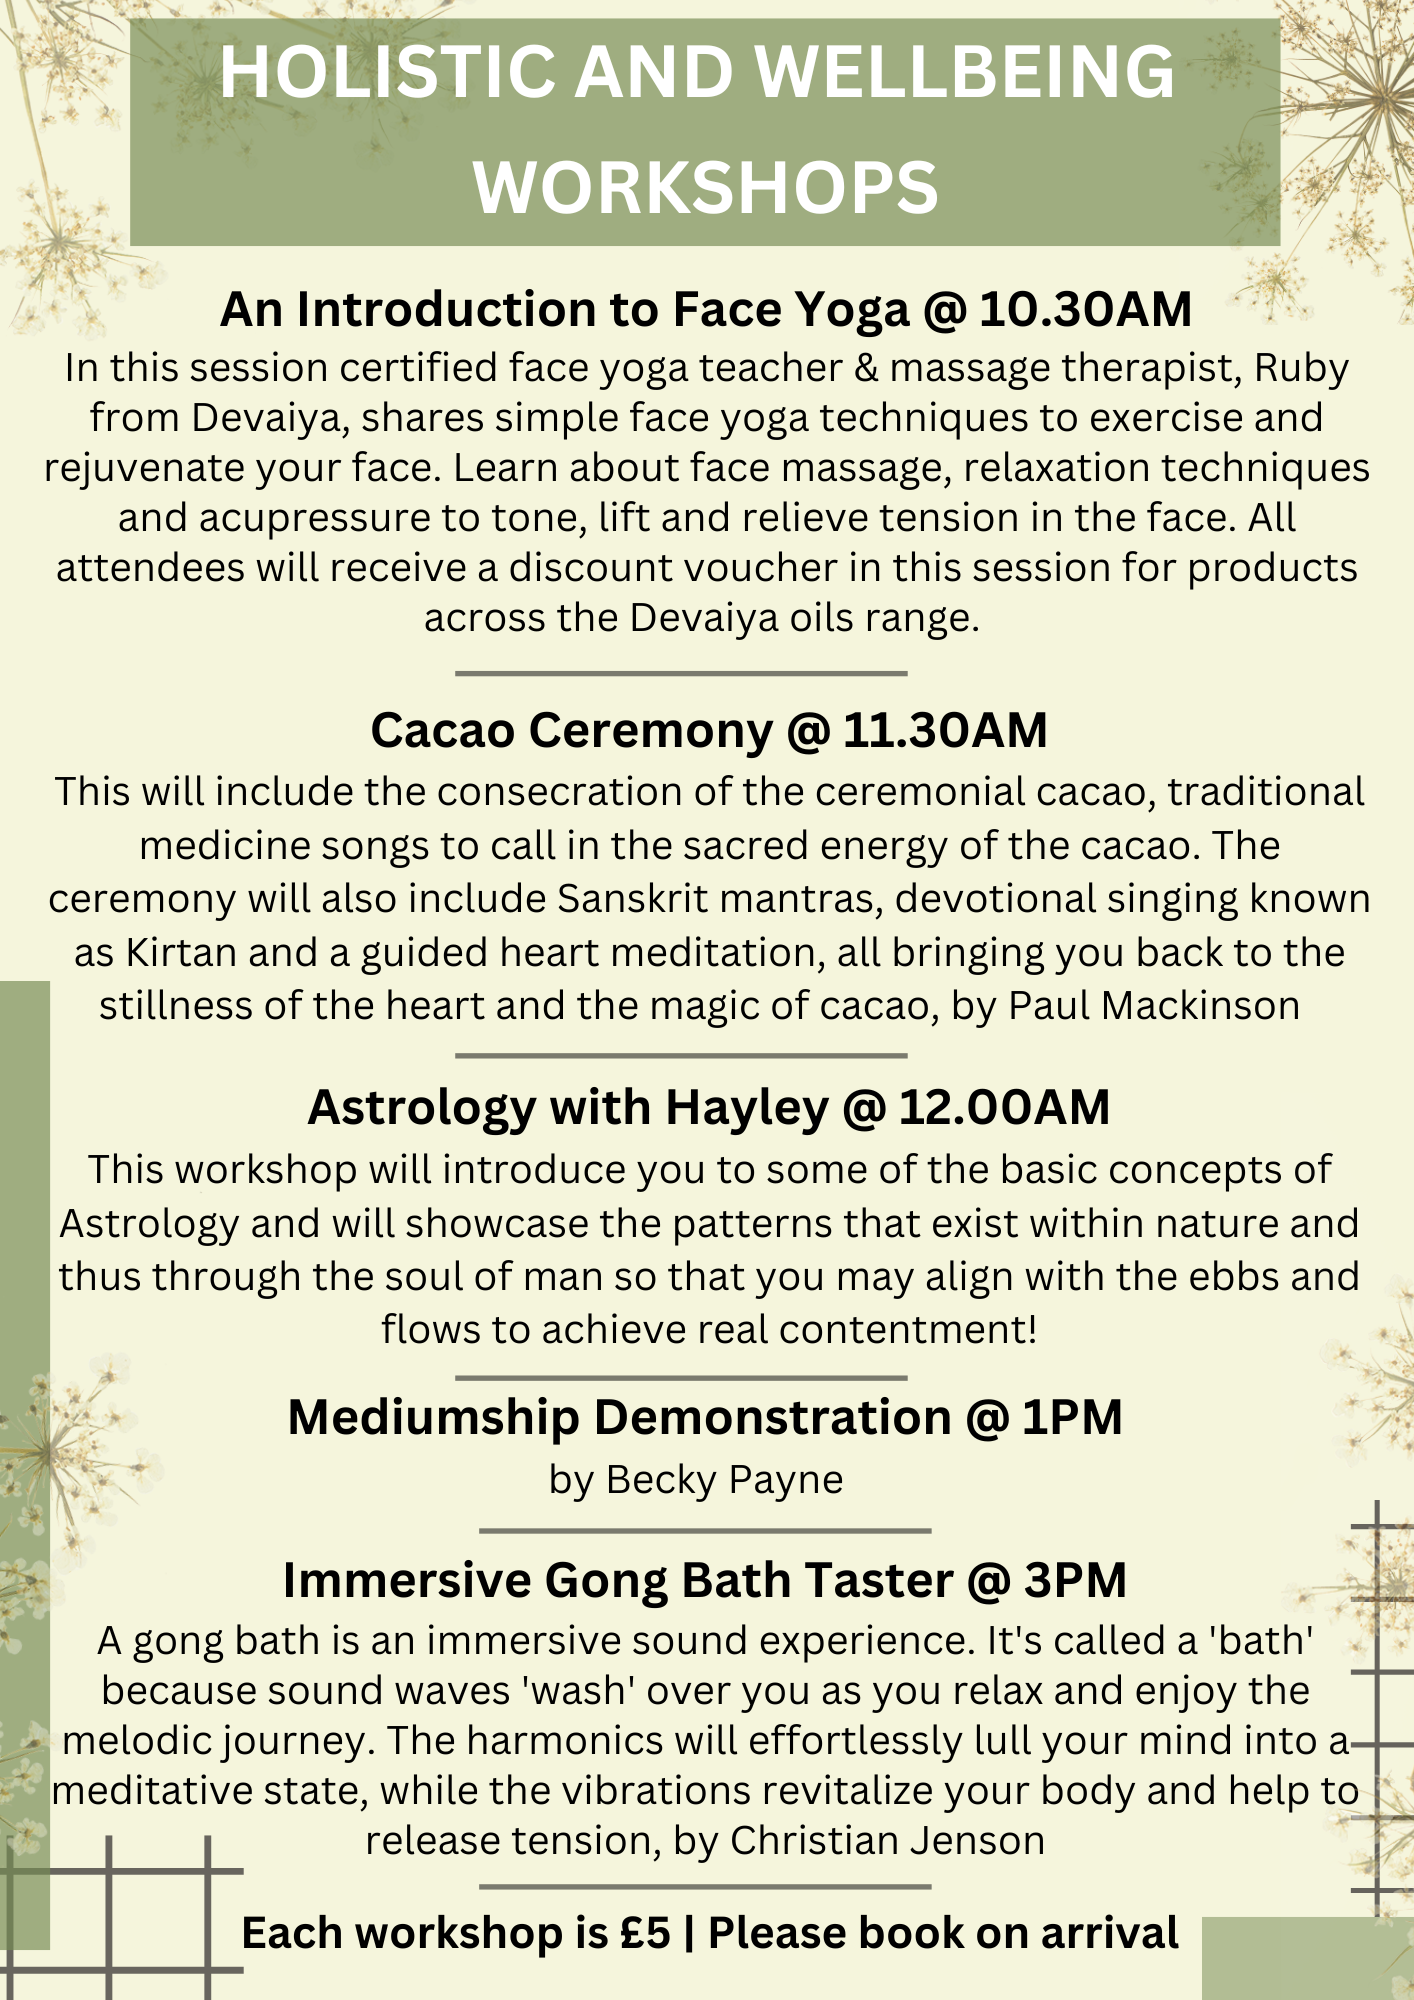 HOLISTIC AND WELLBEING
WORKSHOPS
An Introduction to Face Yoga @ 10.30AM
In this session certified face yoga teacher & massage therapist, Ruby
from Devaiya, shares simple face yoga techniques to exercise and
rejuvenate your face. Learn about face massage, relaxation techniques
and acupressure to tone, lift and relieve tension in the face. All
attendees will receive a discount voucher in this session for products
across the Devaiya oils range.
Cacao Ceremony @ 11.30AM
This will include the consecration of the ceremonial cacao, traditional
medicine songs to call in the sacred energy of the cacao. The
ceremony will also include Sanskrit mantras, devotional singing known
as Kirtan and a guided heart meditation, all bringing you back to the
stillness of the heart and the magic of cacao, by Paul Mackinson
Astrology with Hayley @ 12.00AM
This workshop will introduce you to some of the basic concepts of
Astrology and will showcase the patterns that exist within nature and
thus through the soul of man so that you may align with the ebbs and
flows to achieve real contentment!
Mediumship Demonstration @ 1PM
by Becky Payne
Immersive Gong Bath Taster @ 3PM
A gong bath is an immersive sound experience. It's called a 'bath'
because sound waves 'wash' over you as you relax and enjoy the
melodic journey. The harmonics will effortlessly lull your mind into a
meditative state, while the vibrations revitalize your body and help to
release tension, by Christian Jenson
Each workshop is £5 | Please book on arrival